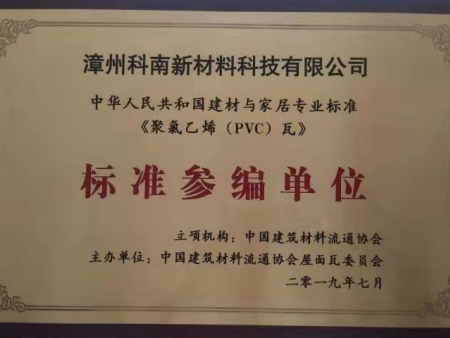 漳州科南新材料科技有限公司
中华人民共和国建材与家居专业标准
《聚氯乙烯（PVC）瓦》
标准参编单位
立项机构：中国建筑材料流通协会
主办单位：中国建筑材料流通协会屋面瓦委员会
二零一九年七月